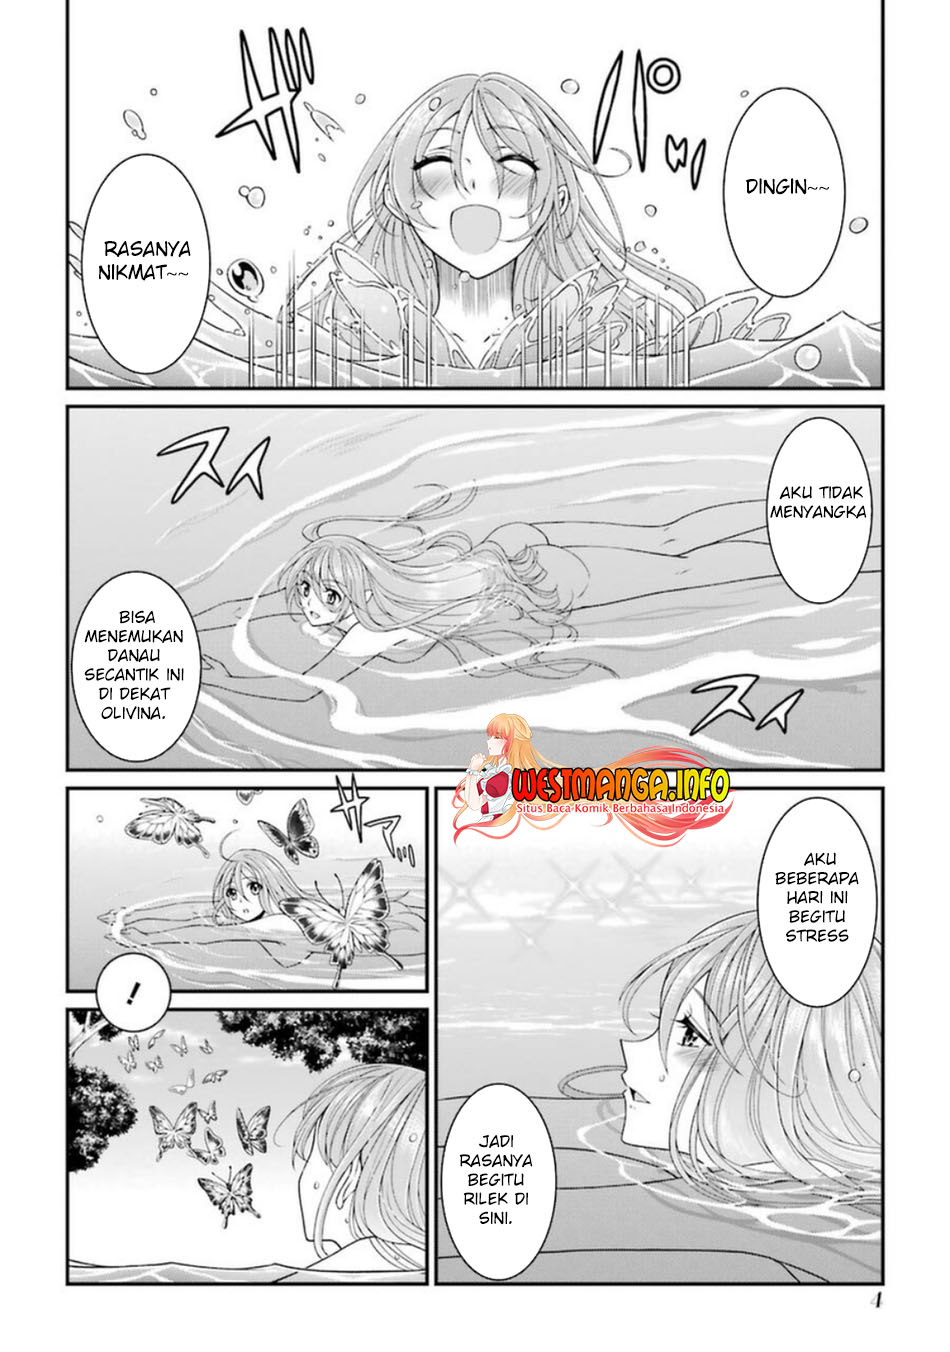 ザ
パ
ァッ
DINGIN~~
RASANYA
NIKMAT~~
スイ
AKU TIDAK
MENYANGKA
BISA
MENEMUKAN
DANAU
SECANTIK INI
DI DEKAT
OLIVINA.
スイ
WESTMANGA.INFO
Situs Baca Komik Berbahasa Indonesia
AKU
BEBERAPA
HARI INI
BEGITU
STRESS
JADI
RASANYA
BEGITU
RILEK DI
SINI.
!
4